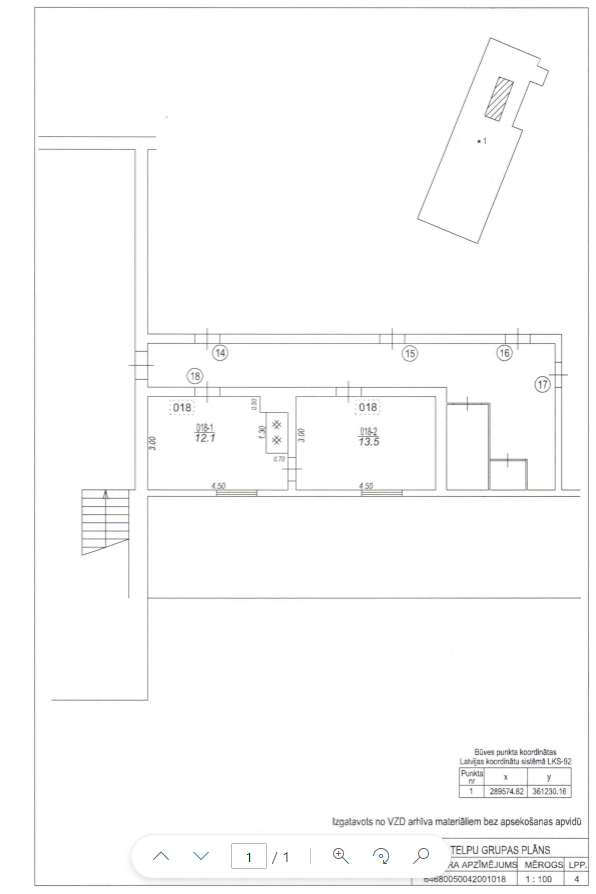 1
14
15
16
18
17
018
0.50
018
018-1
12.1
3.00
1.30
3.00
018-2
13.5
0.70
4.50
4.50
Būves punkta koordinātas
Latvijas koordinātu sistēmā LKS-92
Punkta nr x y
1 289574.82 361230.16
Izgatavots no VZD arhīva materiāliem bez apsekošanas apvidū
TELPU GRUPAS PLĀNS
RA APZĪMĒJUMS MĒROGS LPP.
64680050042001018 1 : 100 4
1 / 1